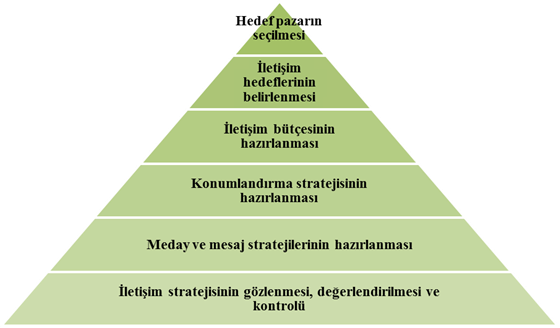 Hedef pazarın
seçilmesi
İletişim
hedeflerinin
belirlenmesi
İletişim bütçesinin
hazırlanması
Konumlandırma stratejisinin
hazırlanması
Meday ve mesaj stratejilerinin hazırlanması
İletişim stratejisinin gözlenmesi, değerlendirilmesi ve
kontrolü